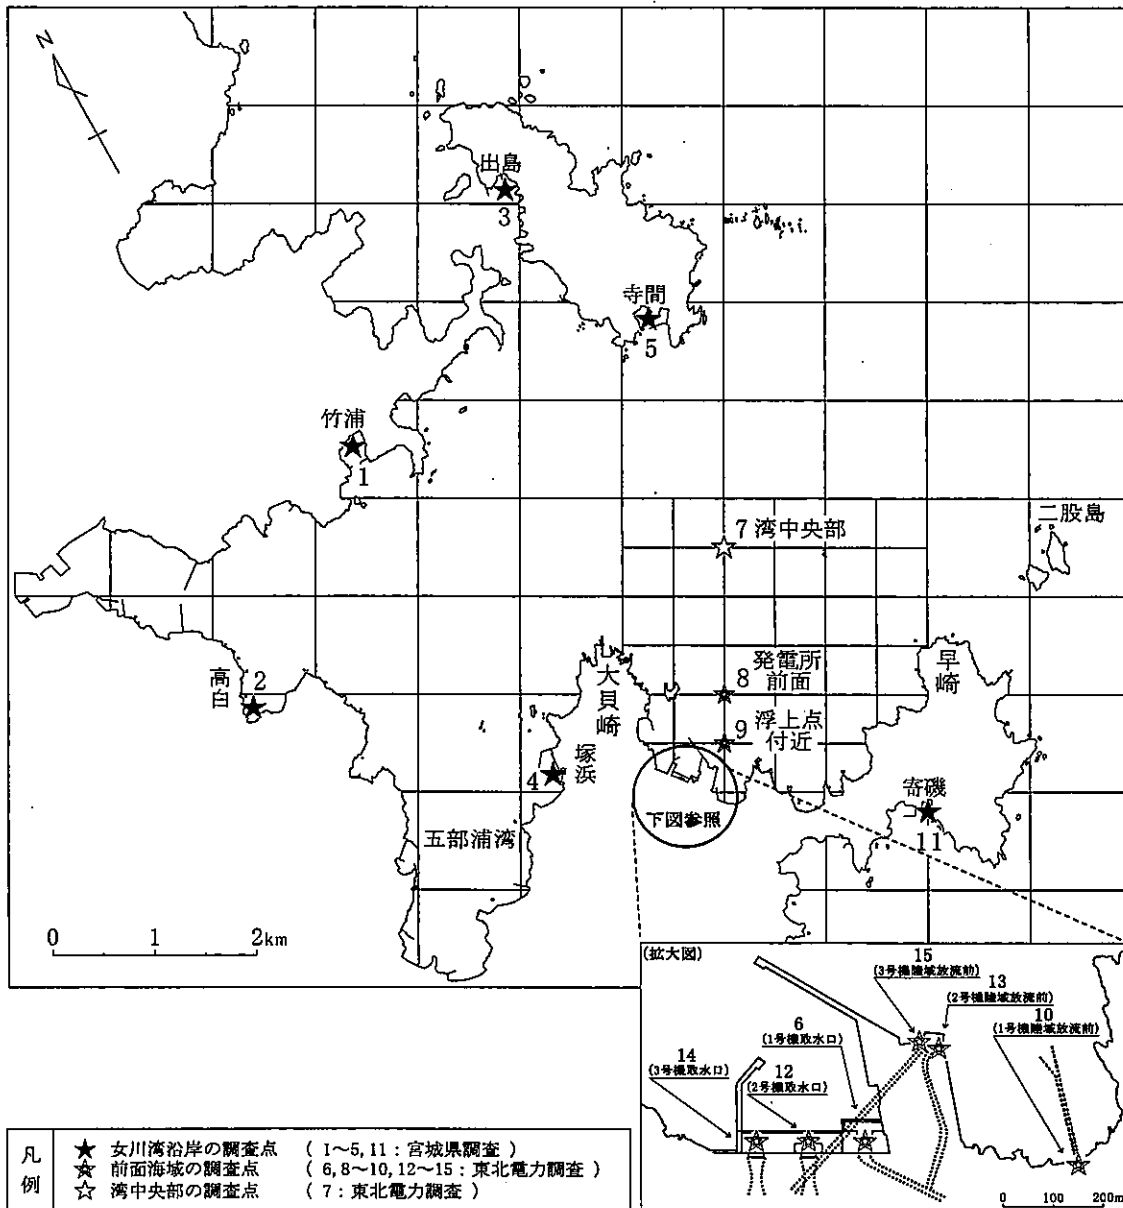 N
出島
3
寺間
5
竹浦
1
7 湾中央部
二股島
高白
2
大貝崎
発電所
前面
8
早崎
9
浮上点
付近
塚浜
4
寄磯
11
下図参照
五部浦湾
0 1 2km
(拡大図)
15
(3号機陸域放流前)
13
(2号機陸域放流前)
10
(1号機陸域放流前)
6
(1号機取水口)
14
(3号機取水口)
12
(2号機取水口)
0 100 200m
凡例
★ 女川湾沿岸の調査点 ( 1~5, 11 : 宮城県調査 )
前面海域の調査点 ( 6, 8~10, 12~15 : 東北電力調査 )
☆ 湾中央部の調査点 ( 7 : 東北電力調査 )